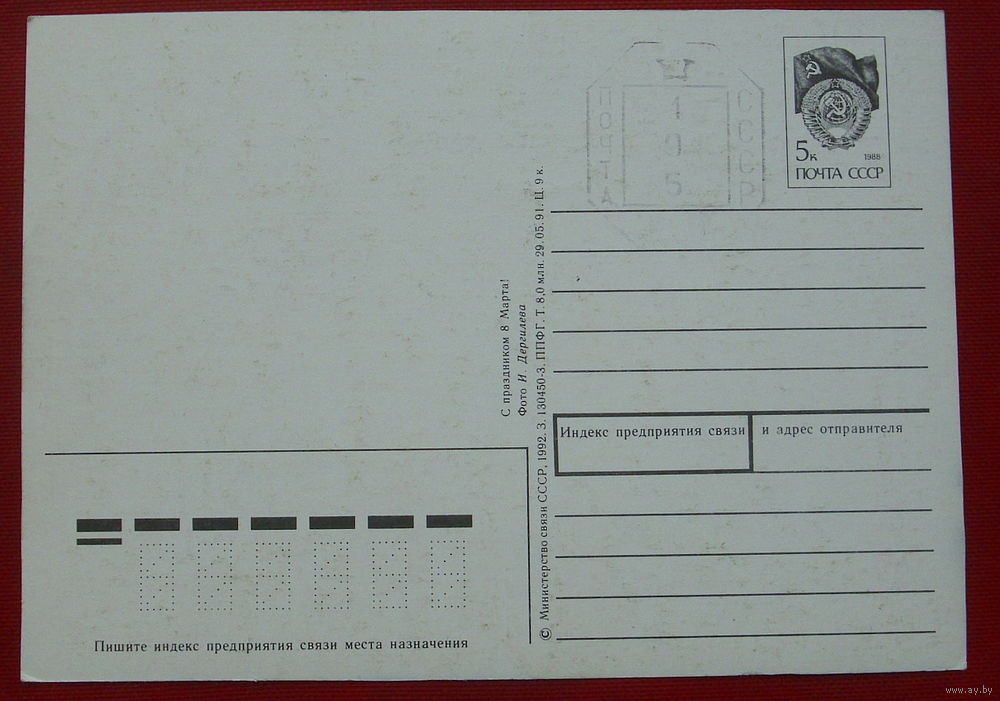 ПОЧТА
105
СССР
5к
1988
ПОЧТА СССР
С праздником 8 Марта!
Фото И. Дергилева
© Министерство связи СССР, 1992. З. 130450-3. ППФГ. Т. 8,0 млн. 29. 05. 91. Ц. 9 к.
Индекс предприятия связи
и адрес отправителя
Пишите индекс предприятия связи места назначения
www.ay.by